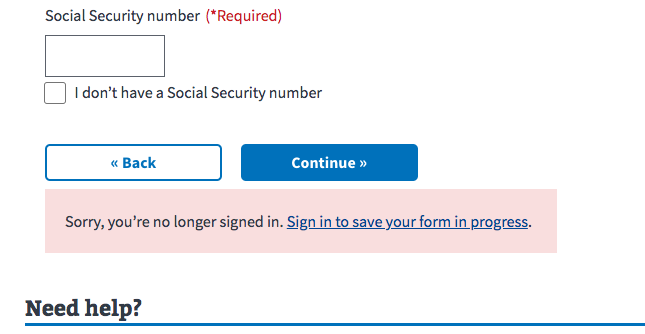 Social Security number (*Required)
I don’t have a Social Security number
« Back
Continue »
Sorry, you’re no longer signed in. Sign in to save your form in progress.
Need help?